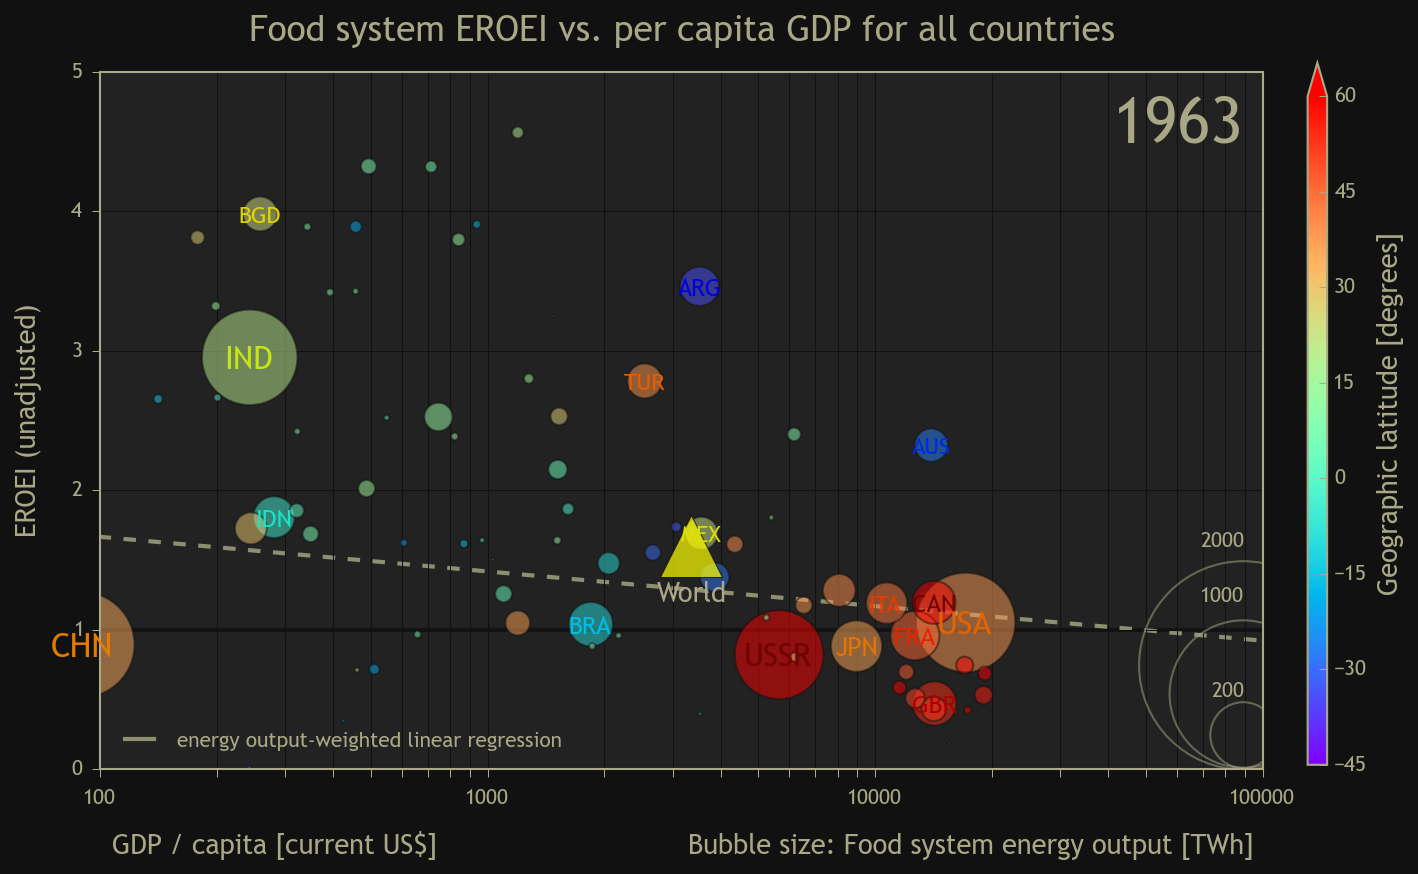 Food system EROEI vs. per capita GDP for all countries
1963
EROEI (unadjusted)
5
4
3
2
1
0
BGD
IND
ARG
TUR
AUS
IDN
MEX
World
BRA
CHN
USSR
JPN
ITA
CAN
FRA
USA
GBR
2000
1000
200
energy output-weighted linear regression
100
1000
10000
100000
GDP / capita [current US$]
Bubble size: Food system energy output [TWh]
60
45
30
15
0
−15
−30
−45
Geographic latitude [degrees]